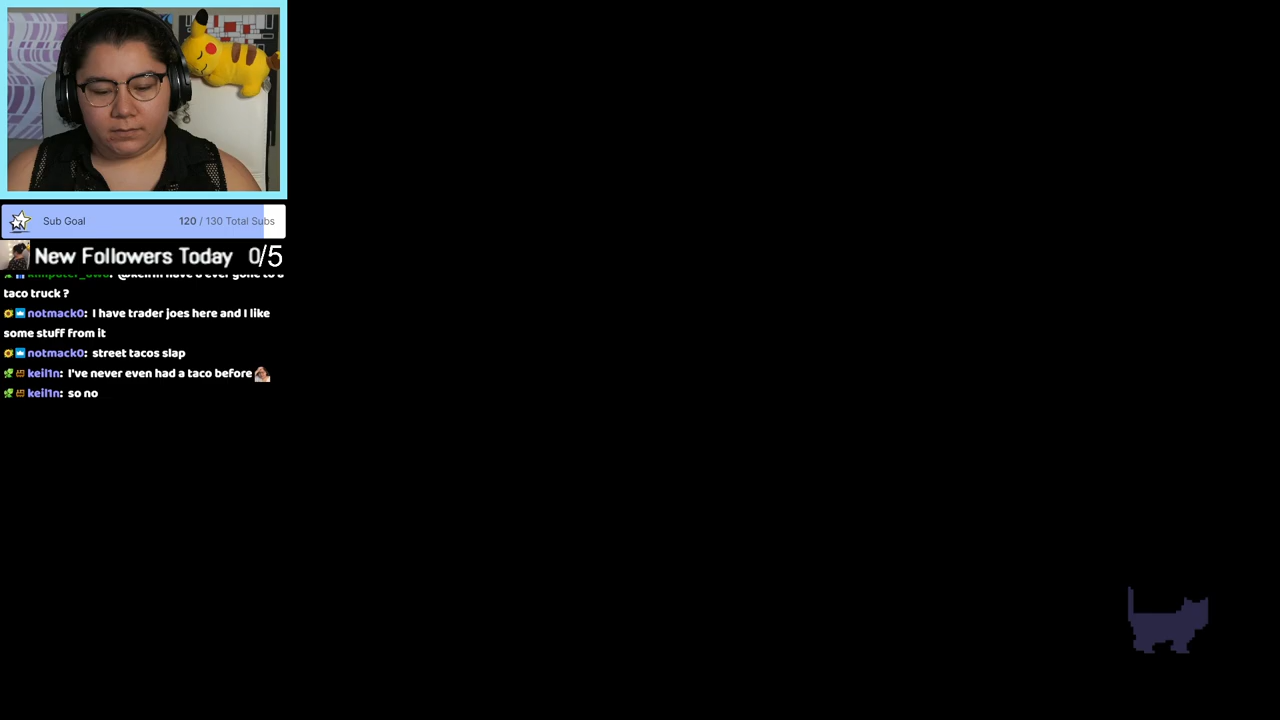 Sub Goal 120 / 130 Total Subs
New Followers Today 0/5
taco truck ?
notmack0: I have trader joes here and I like
some stuff from it
notmack0: street tacos slap
keil1n: I've never even had a taco before
keil1n: so no